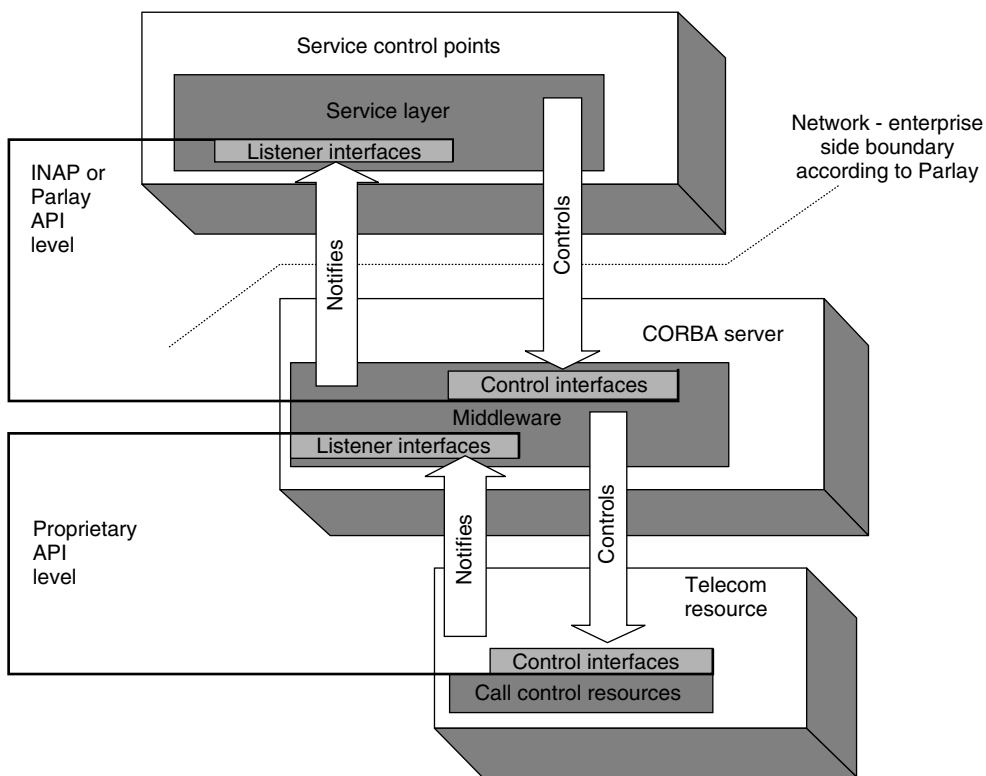 Service control points
Service layer
Listener interfaces
Network - enterprise
side boundary
according to Parlay
INAP or
Parlay
API
level
Notifies
Controls
CORBA server
Control interfaces
Middleware
Listener interfaces
Proprietary
API
level
Notifies
Controls
Telecom
resource
Control interfaces
Call control resources